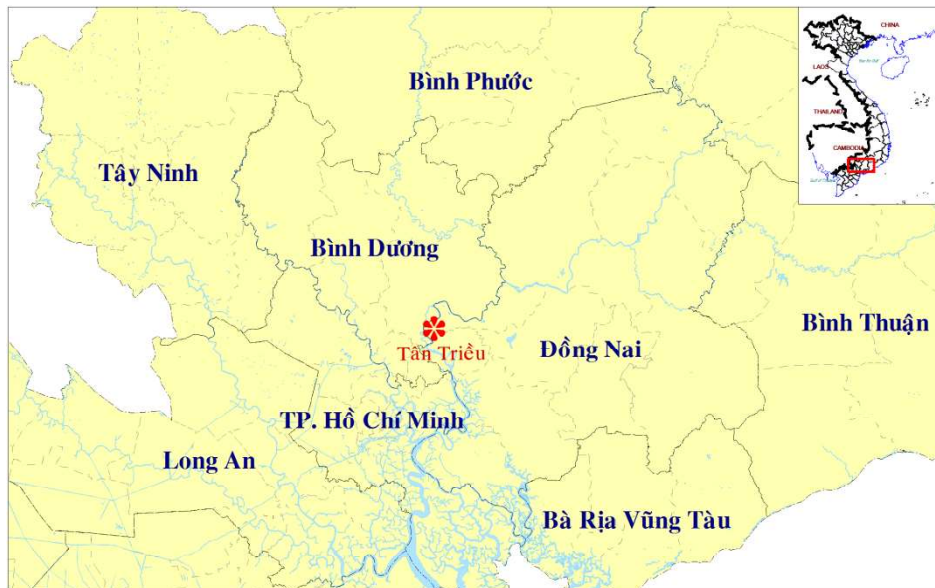 Bình Phước
Tây Ninh
Bình Dương
Bình Thuận
Tân Triều
Đồng Nai
TP. Hồ Chí Minh
Long An
Bà Rịa Vũng Tàu
CHINA
LAOS
THAILAND
CAMBODIA